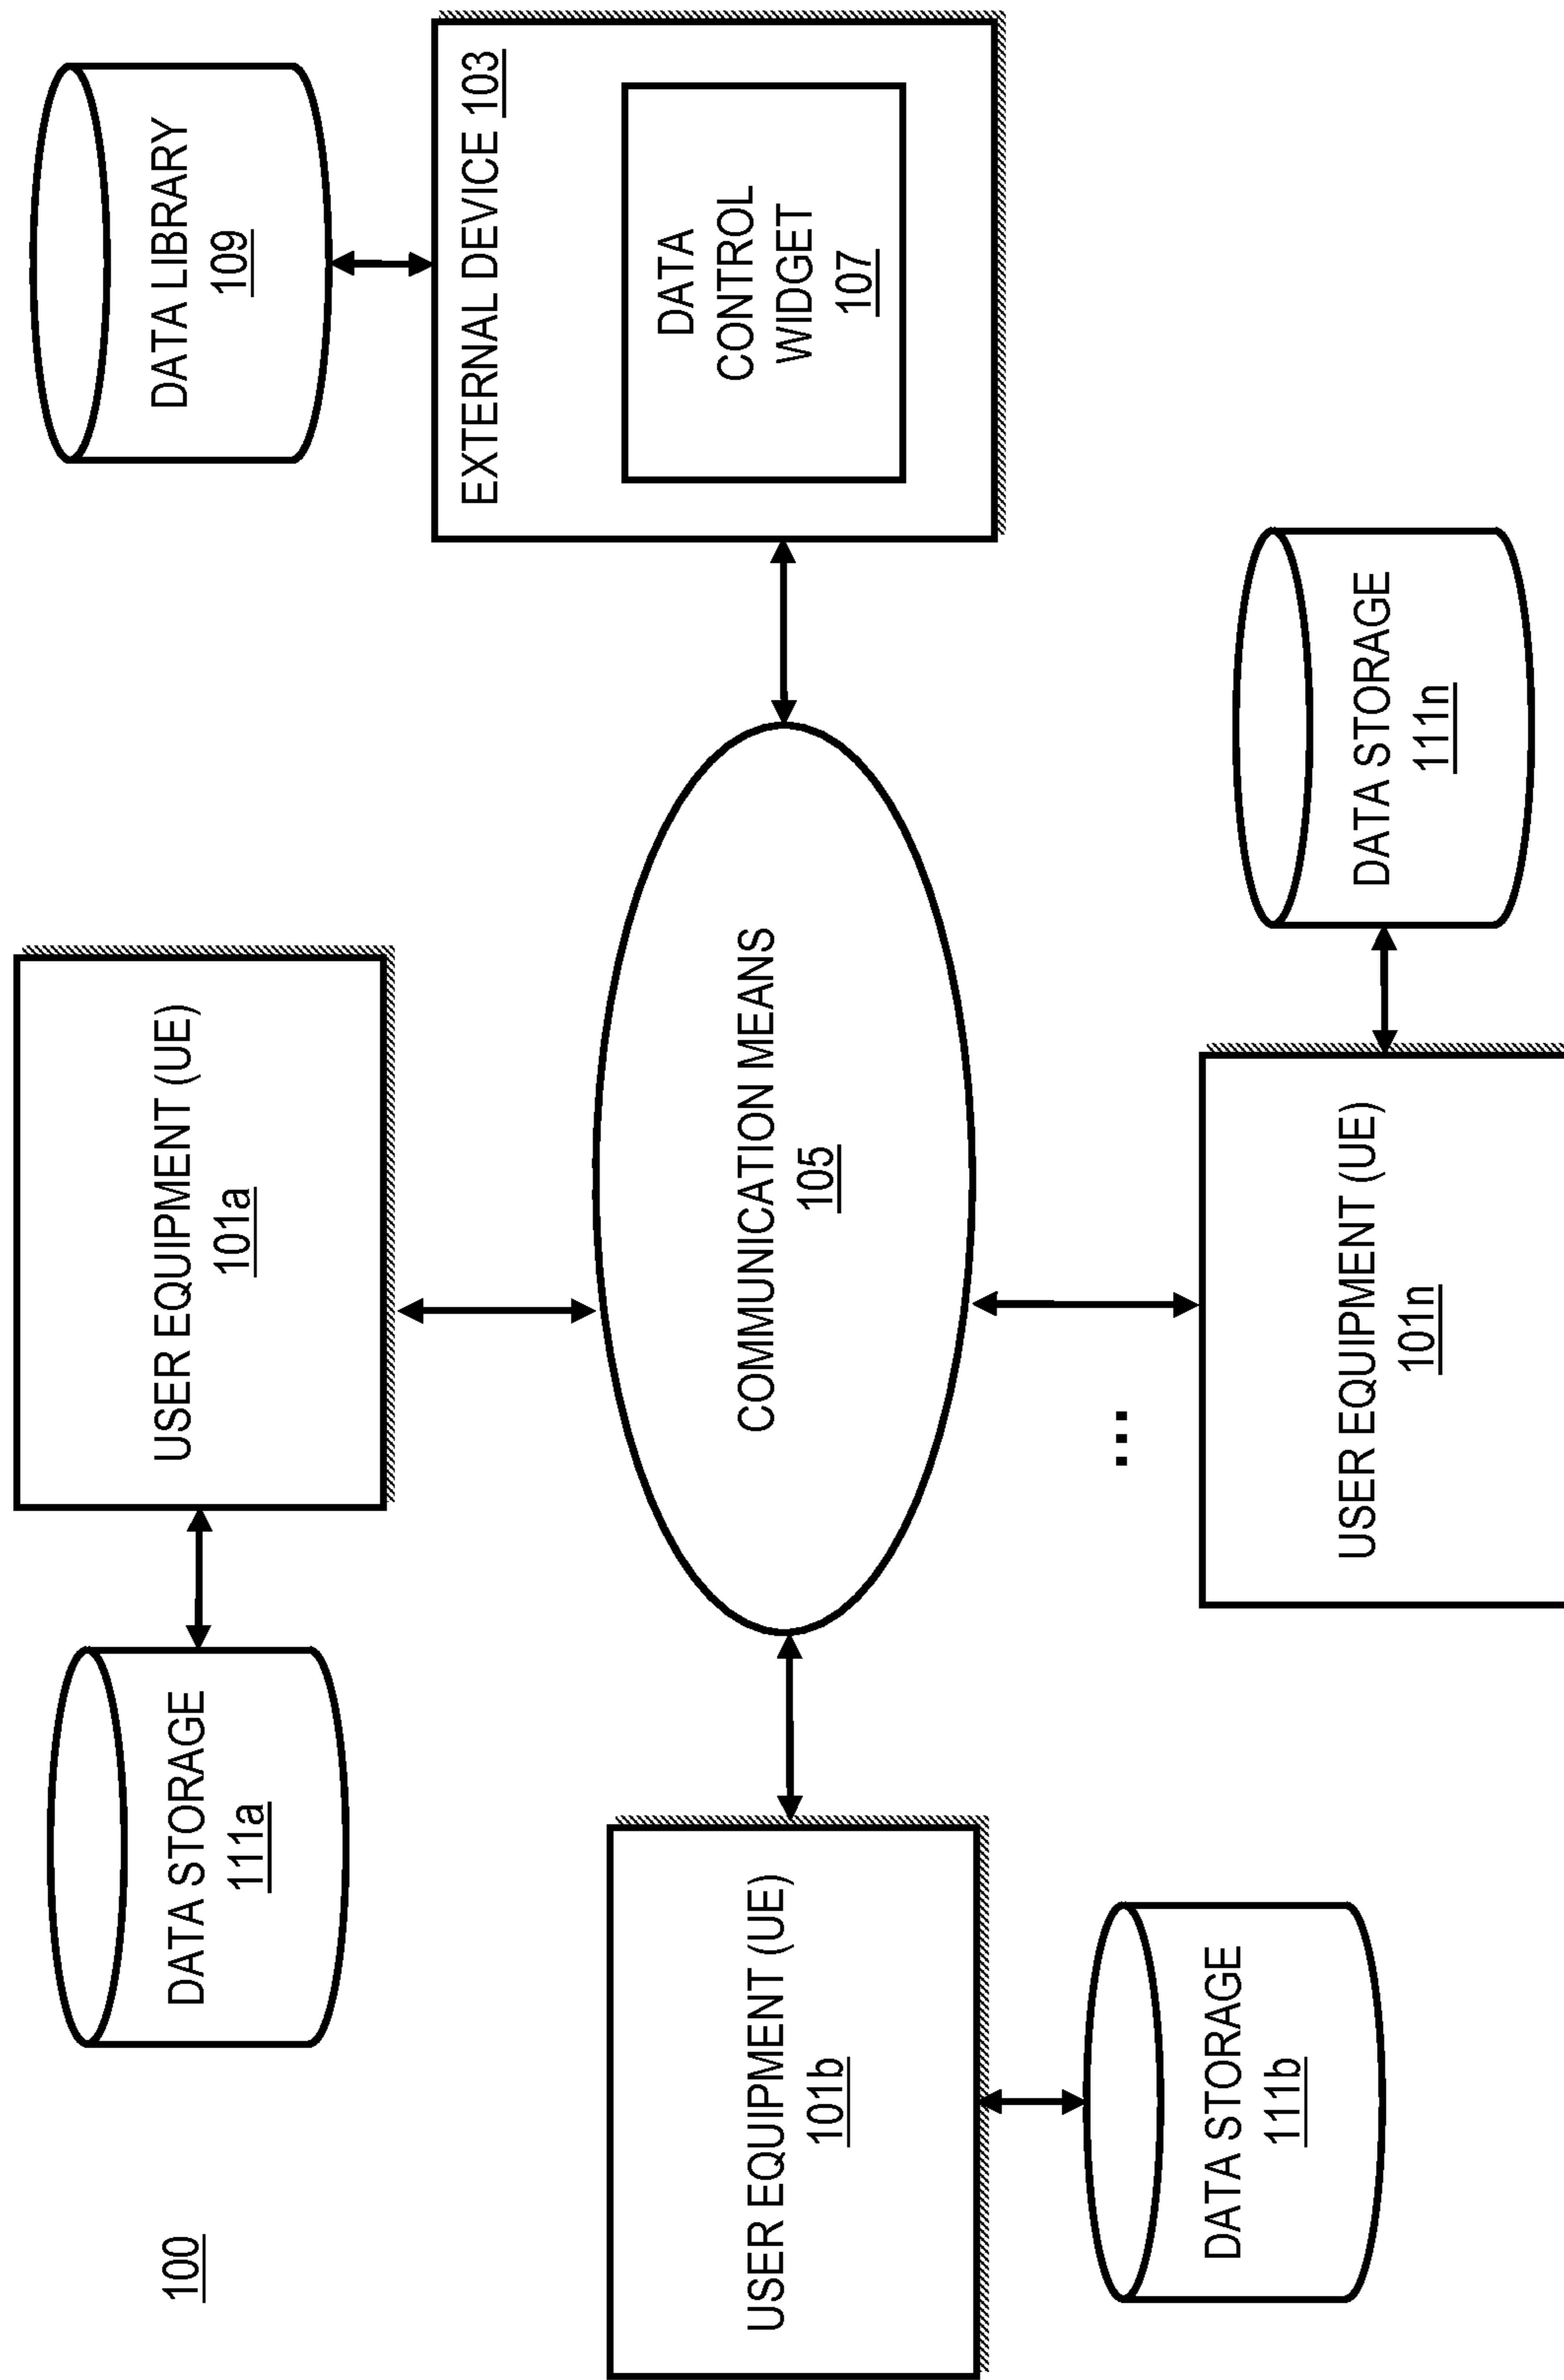 100
DATA STORAGE
111a
USER EQUIPMENT (UE)
101a
DATA LIBRARY
109
EXTERNAL DEVICE 103
DATA
CONTROL
WIDGET
107
USER EQUIPMENT (UE)
101b
COMMUNICATION MEANS
105
...
DATA STORAGE
111b
USER EQUIPMENT (UE)
101n
DATA STORAGE
111n